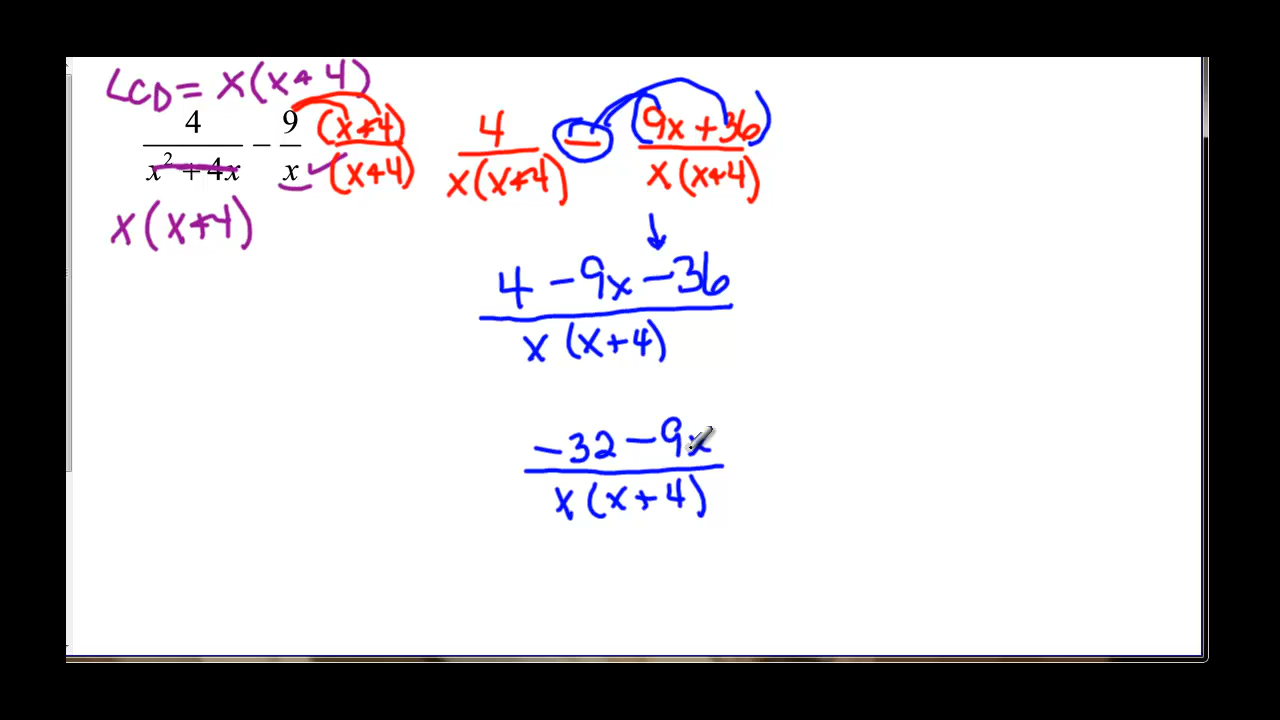 LCD = x(x+4)
4/(x² + 4x) − 9/x (x+4)/(x+4)
x(x+4)
4/(x(x+4)) − (9x + 36)/(x(x+4))
(4 − 9x − 36)/(x(x+4))
(−32 − 9x)/(x(x+4))